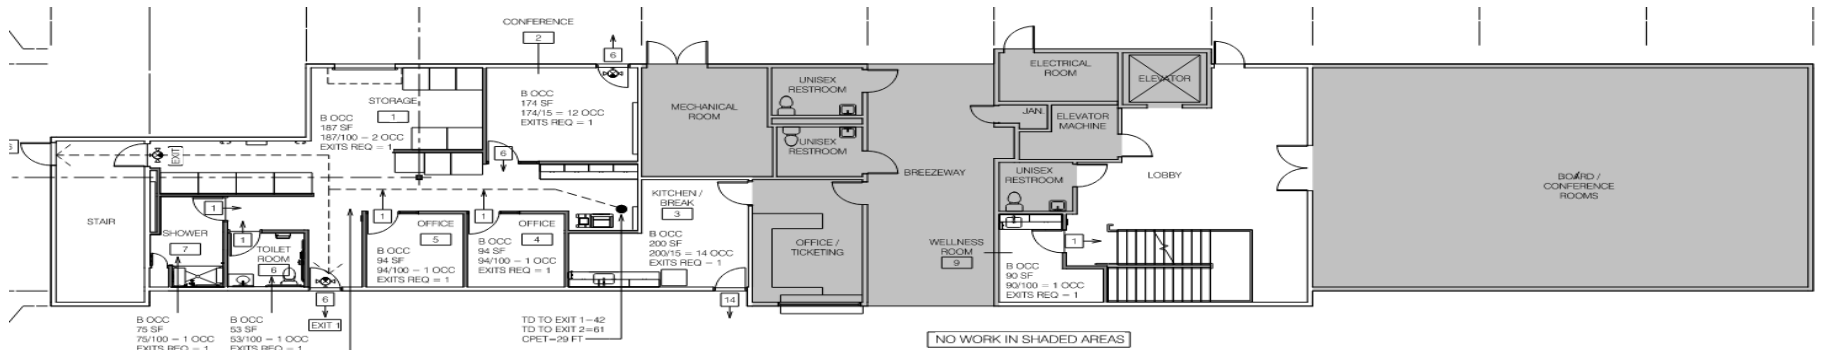 CONFERENCE
2
6
STORAGE
1
B OCC
187 SF
187/100 = 2 OCC
EXITS REQ = 1
B OCC
174 SF
174/15 = 12 OCC
EXITS REQ = 1
MECHANICAL
ROOM
UNISEX
RESTROOM
UNISEX
RESTROOM
BREEZEWAY
ELECTRICAL
ROOM
ELEVATOR
JAN.
ELEVATOR
MACHINE
UNISEX
RESTROOM
LOBBY
BOARD /
CONFERENCE
ROOMS
EXIT
6
STAIR
SHOWER
7
1
1
TOILET
ROOM
6
1
OFFICE
5
B OCC
94 SF
94/100 = 1 OCC
EXITS REQ = 1
1
OFFICE
4
B OCC
94 SF
94/100 = 1 OCC
EXITS REQ = 1
KITCHEN /
BREAK
3
B OCC
200 SF
200/15 = 14 OCC
EXITS REQ = 1
OFFICE /
TICKETING
WELLNESS
ROOM
9
B OCC
90 SF
90/100 = 1 OCC
EXITS REQ = 1
1
6
EXIT 1
14
B OCC
75 SF
75/100 = 1 OCC
EXITS REQ = 1
B OCC
53 SF
53/100 = 1 OCC
EXITS REQ = 1
TD TO EXIT 1=42
TD TO EXIT 2=61
CPET=29 FT
NO WORK IN SHADED AREAS